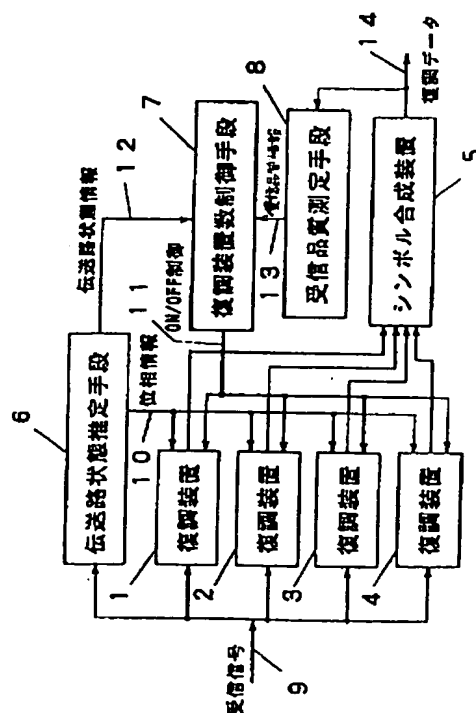 6
伝送路状態推定手段
伝送路状態情報
12
7
復調装置数制御手段
11
ON/OFF制御
位相情報
10
13
8
受信品質測定手段
1
復調装置
2
復調装置
3
復調装置
4
復調装置
受信信号
9
シンボル合成装置
5
14
復調データ